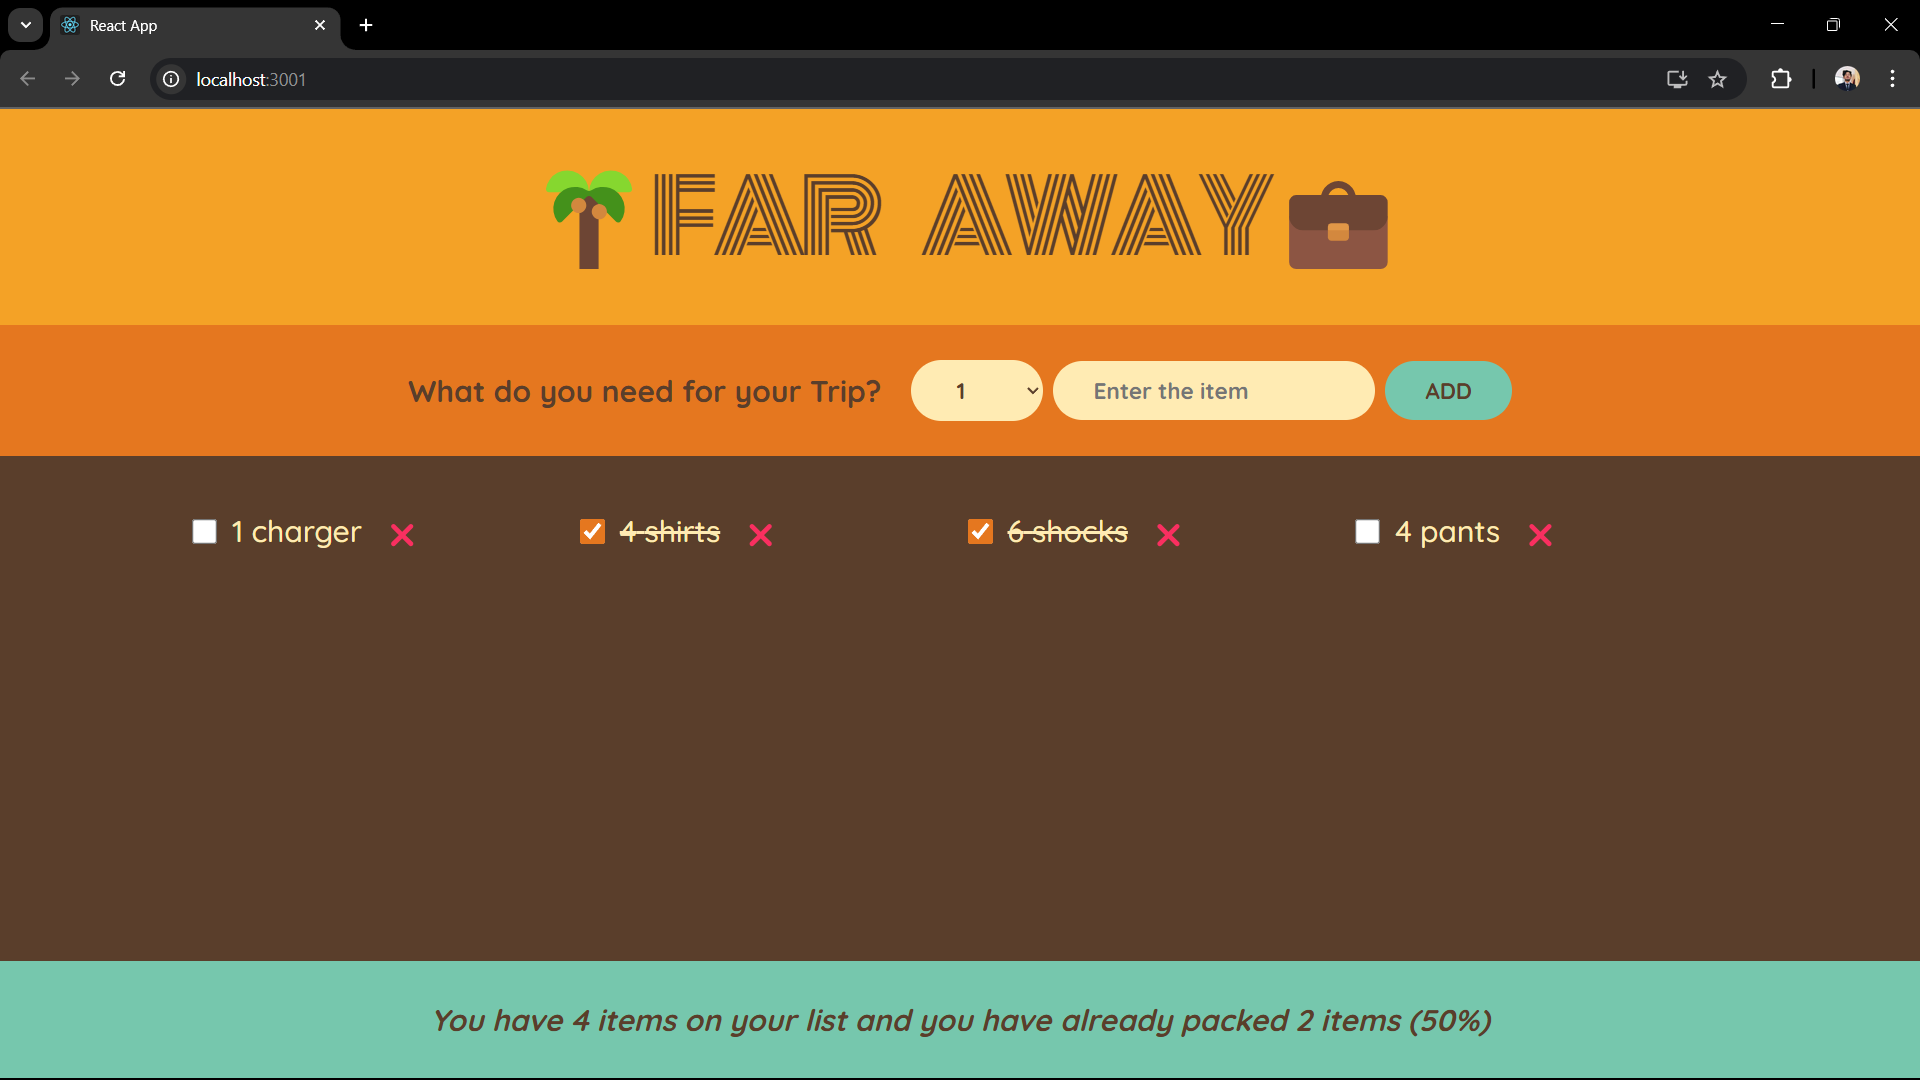 React App
localhost:3001
FAR AWAY
What do you need for your Trip? 1 Enter the item ADD
1 charger 4 shirts 6 shocks 4 pants
You have 4 items on your list and you have already packed 2 items (50%)